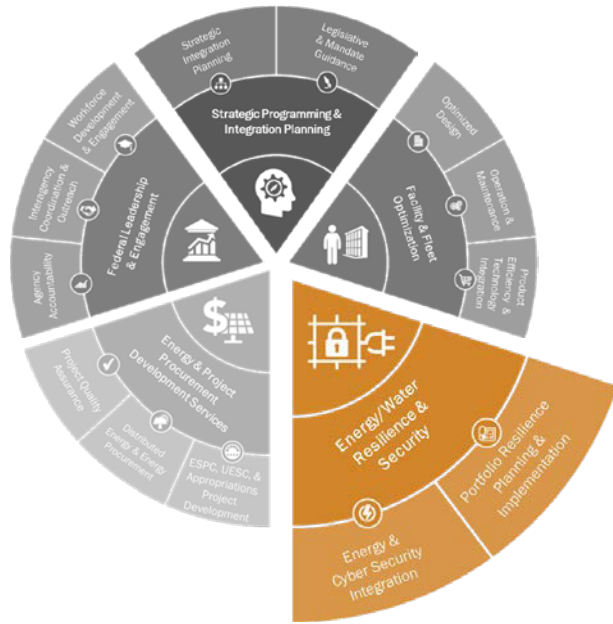 Strategic
Integration
Planning
Legislative
& Mandate
Guidance
Strategic Programming &
Integration Planning
Optimized
Design
Operation &
Maintenance
Product
Efficiency &
Technology
Integration
Facility & Fleet
Optimization
Energy/Water
Resilience &
Security
Portfolio Resilience
Planning &
Implementation
Energy &
Cyber Security
Integration
Energy & Project
Procurement
Development Services
ESPC, UESC, &
Appropriations
Project
Development
Distributed
Energy & Energy
Procurement
Project Quality
Assurance
Federal Leadership
& Engagement
Agency
Accountability
Interagency
Coordination &
Outreach
Workforce
Development
& Engagement